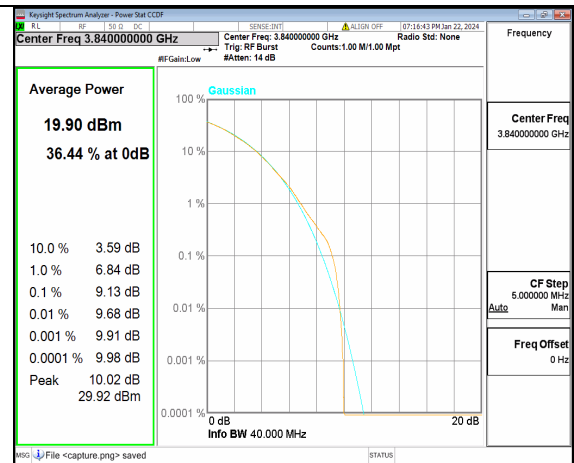 Keysight Spectrum Analyzer - Power Stat CCDF
RL RF 50 Ω DC SENSE:INT ALIGN OFF 07:16:43 PM Jan 22, 2024
Center Freq 3.840000000 GHz
Center Freq: 3.840000000 GHz Radio Std: None
Trig: RF Burst Counts:1.00 M/1.00 Mpt
#IFGain:Low #Atten: 14 dB
Frequency
Average Power
19.90 dBm
36.44 % at 0dB
10.0 % 3.59 dB
1.0 % 6.84 dB
0.1 % 9.13 dB
0.01 % 9.68 dB
0.001 % 9.91 dB
0.0001 % 9.98 dB
Peak 10.02 dB
29.92 dBm
Gaussian
100 %
10 %
1 %
0.1 %
0.01 %
0.001 %
0.0001 %
0 dB 20 dB
Info BW 40.000 MHz
Center Freq
3.840000000 GHz
CF Step
5.000000 MHz
Auto Man
Freq Offset
0 Hz
MSG File <capture.png> saved STATUS